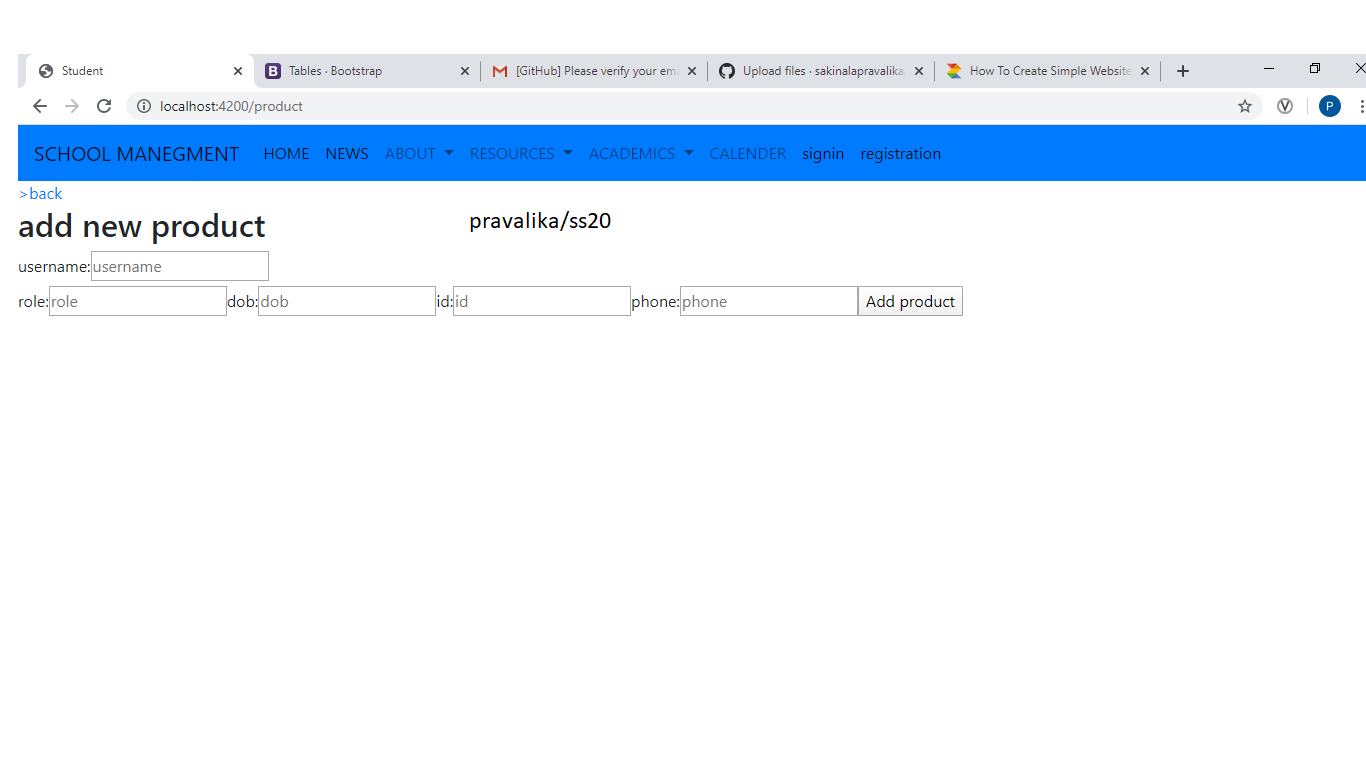 Student
Tables · Bootstrap
[GitHub] Please verify your ema
Upload files · sakinalapravalika
How To Create Simple Website
localhost:4200/product
P
SCHOOL MANEGMENT HOME NEWS ABOUT RESOURCES ACADEMICS CALENDER signin registration
>back
add new product
pravalika/ss20
username: username
role: role dob: dob id: id phone: phone Add product